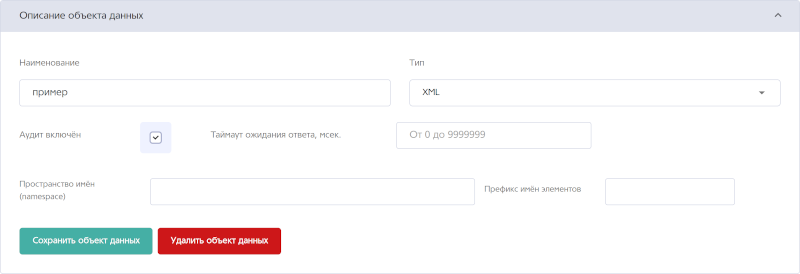 Описание объекта данных
Наименование
Тип
пример
XML
Аудит включён
Таймаут ожидания ответа, мсек.
От 0 до 9999999
Пространство имён
(namespace)
Префикс имён элементов
Сохранить объект данных
Удалить объект данных